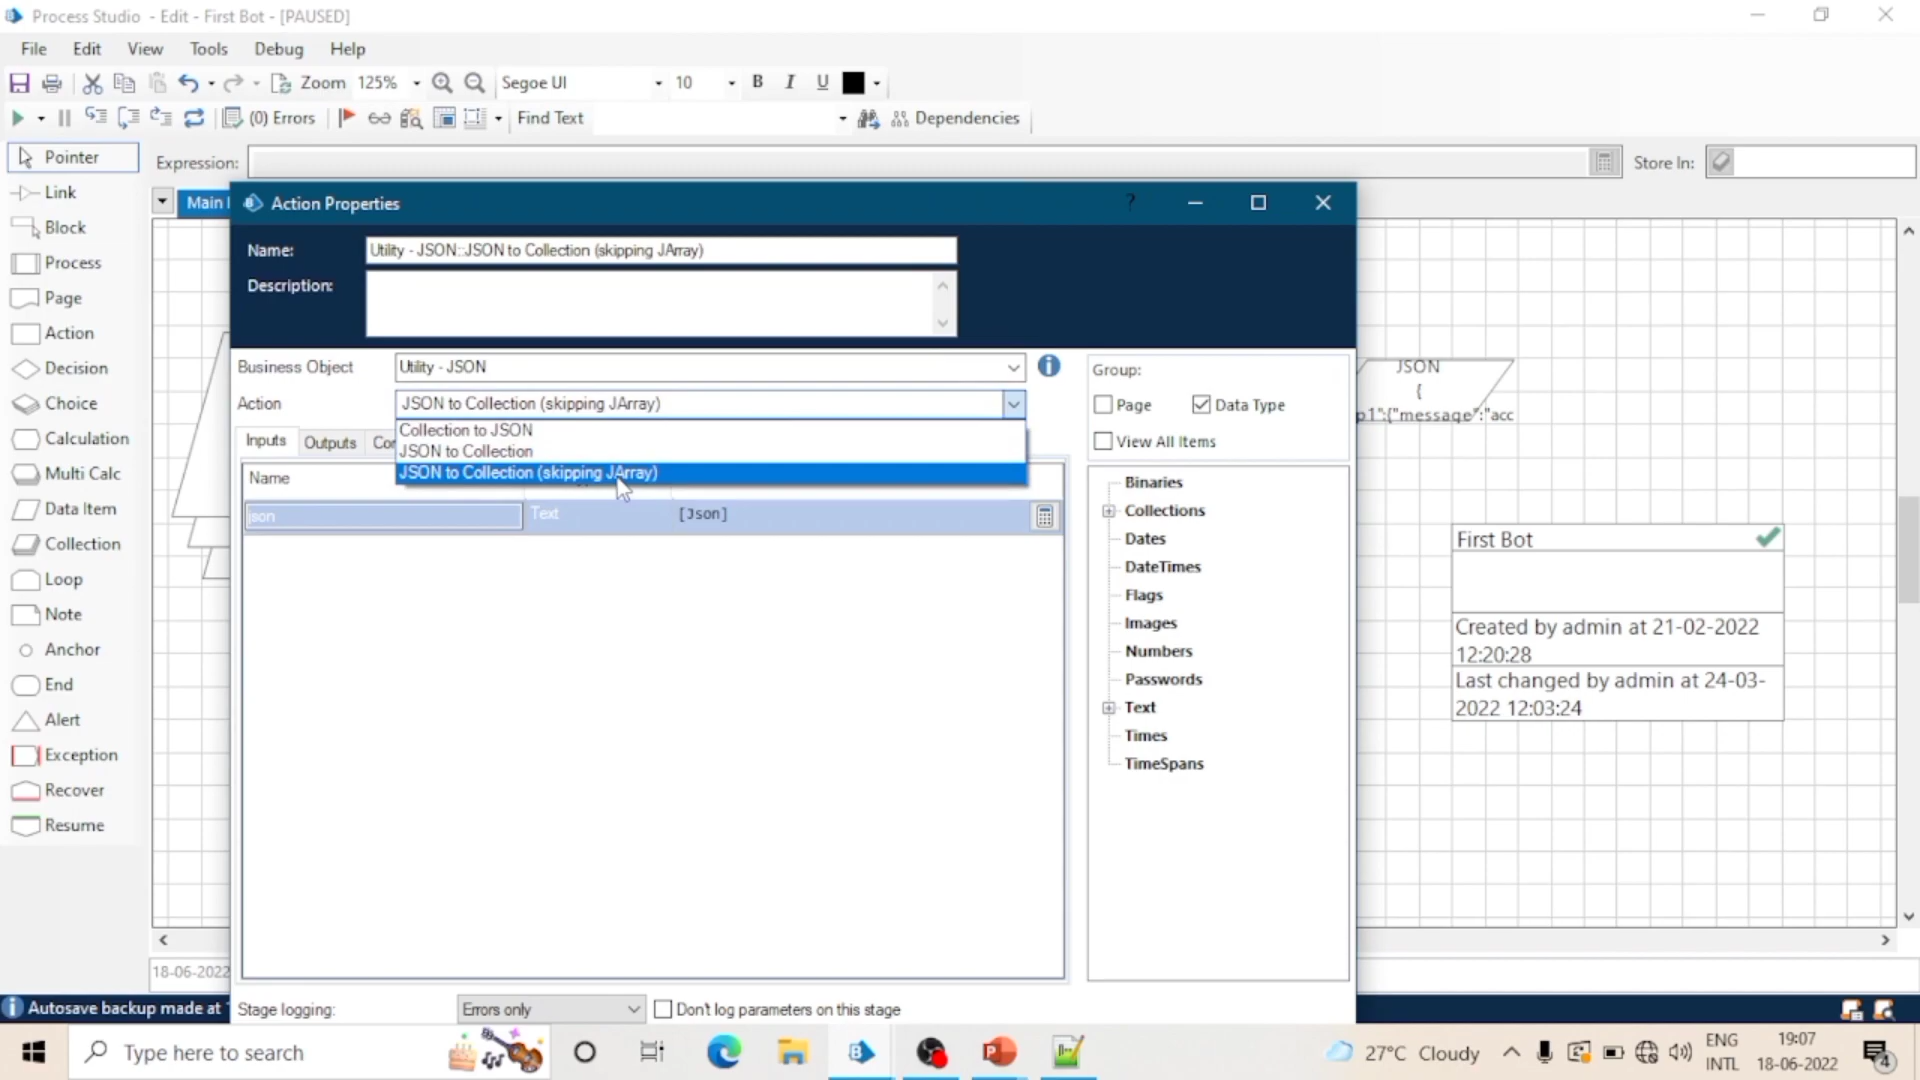 Process Studio - Edit - First Bot - [PAUSED]
File Edit View Tools Debug Help
Zoom 125% Segoe UI 10 B I U
(0) Errors Find Text Dependencies
Pointer
Expression: Store In:
Link
Main
Block
Process
Page
Action
Decision
Choice
Calculation
Multi Calc
Data Item
Collection
Loop
Note
Anchor
End
Alert
Exception
Recover
Resume
Action Properties ?
Name: Utility - JSON::JSON to Collection (skipping JArray)
Description:
Business Object Utility - JSON
Action JSON to Collection (skipping JArray)
Collection to JSON
JSON to Collection
JSON to Collection (skipping JArray)
Inputs Outputs
Name
json Text [Json]
Group:
Page Data Type
View All Items
Binaries
Collections
Dates
DateTimes
Flags
Images
Numbers
Passwords
Text
Times
TimeSpans
Stage logging: Errors only Don't log parameters on this stage
JSON
{
p1":{"message":"acc
First Bot
Created by admin at 21-02-2022
12:20:28
Last changed by admin at 24-03-
2022 12:03:24
18-06-2022
Autosave backup made at
Type here to search
27°C Cloudy
ENG
INTL
19:07
18-06-2022
4